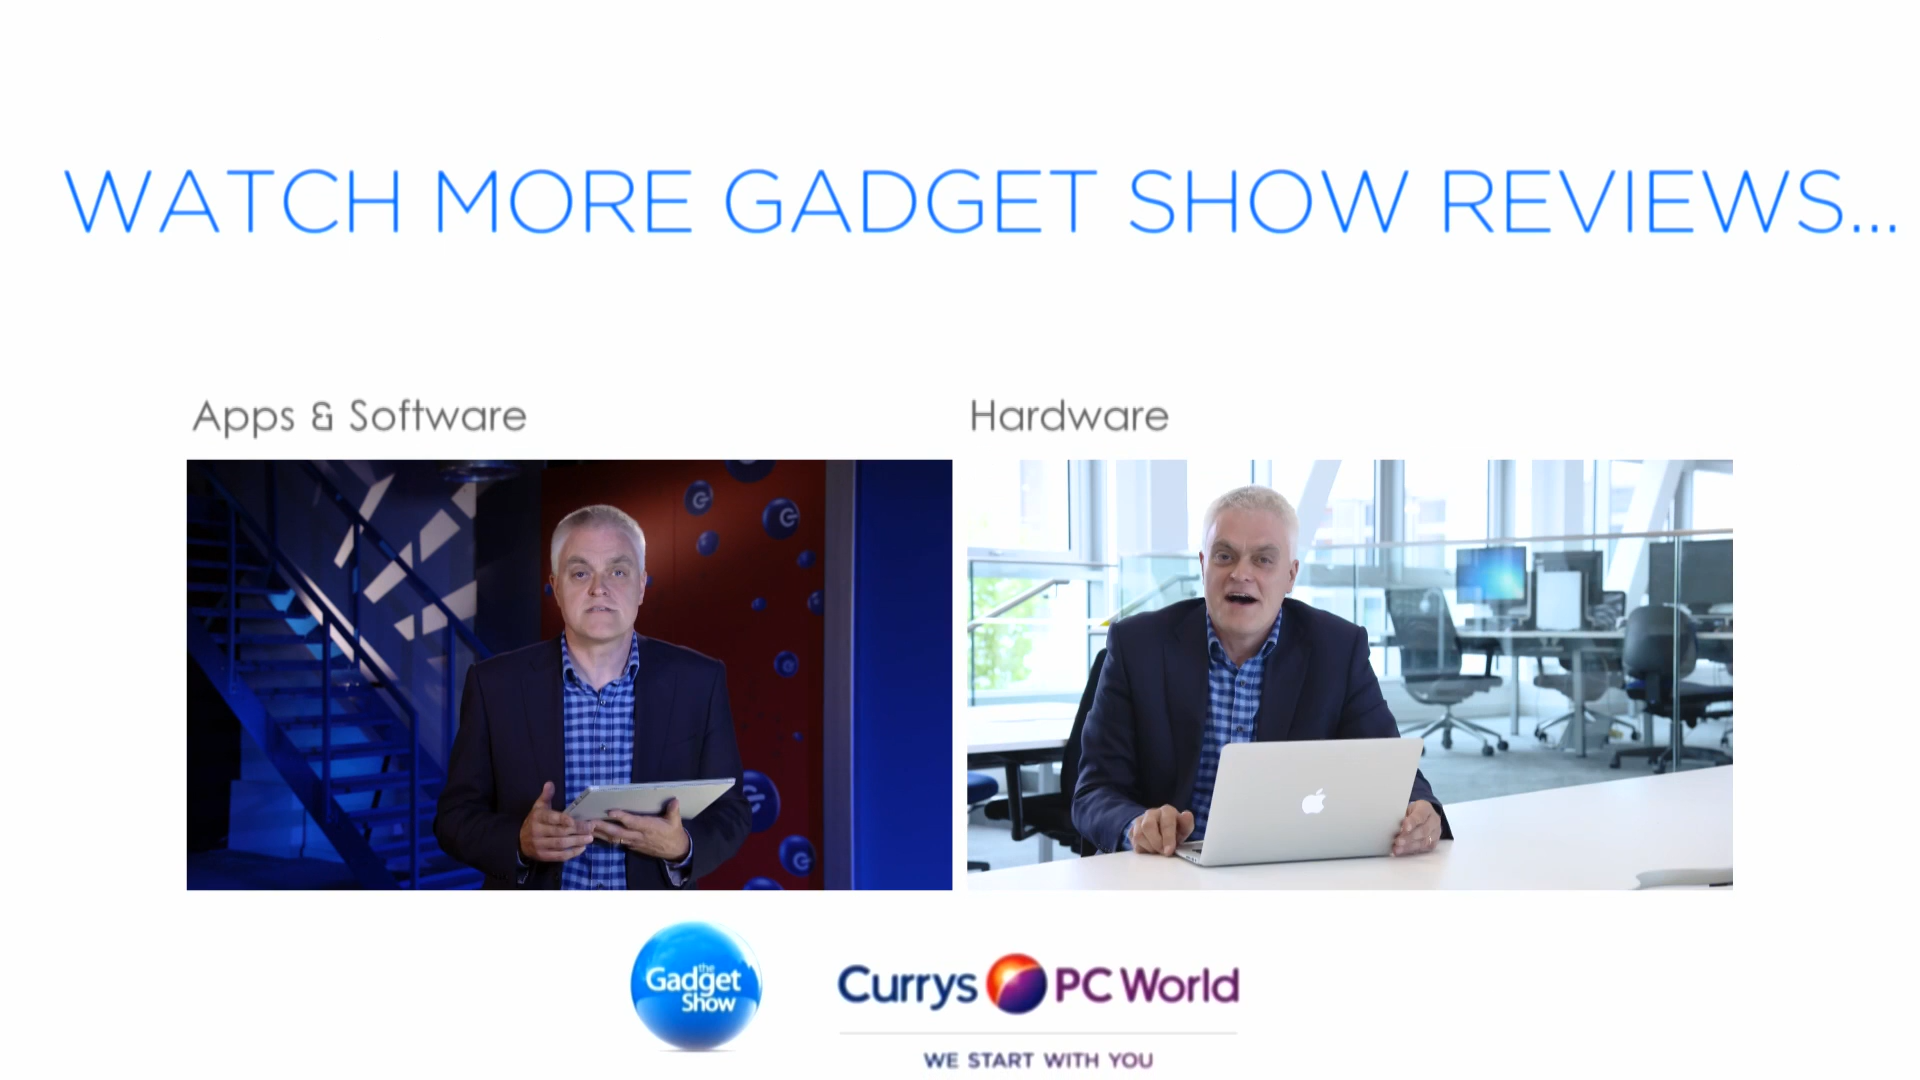 WATCH MORE GADGET SHOW REVIEWS...
Apps & Software
Hardware
the
Gadget
Show
Currys PC World
WE START WITH YOU